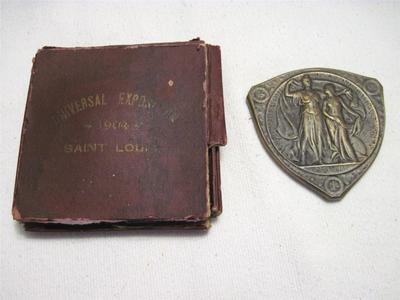 UNIVERSAL EXPOSITION
1904
SAINT LOUIS